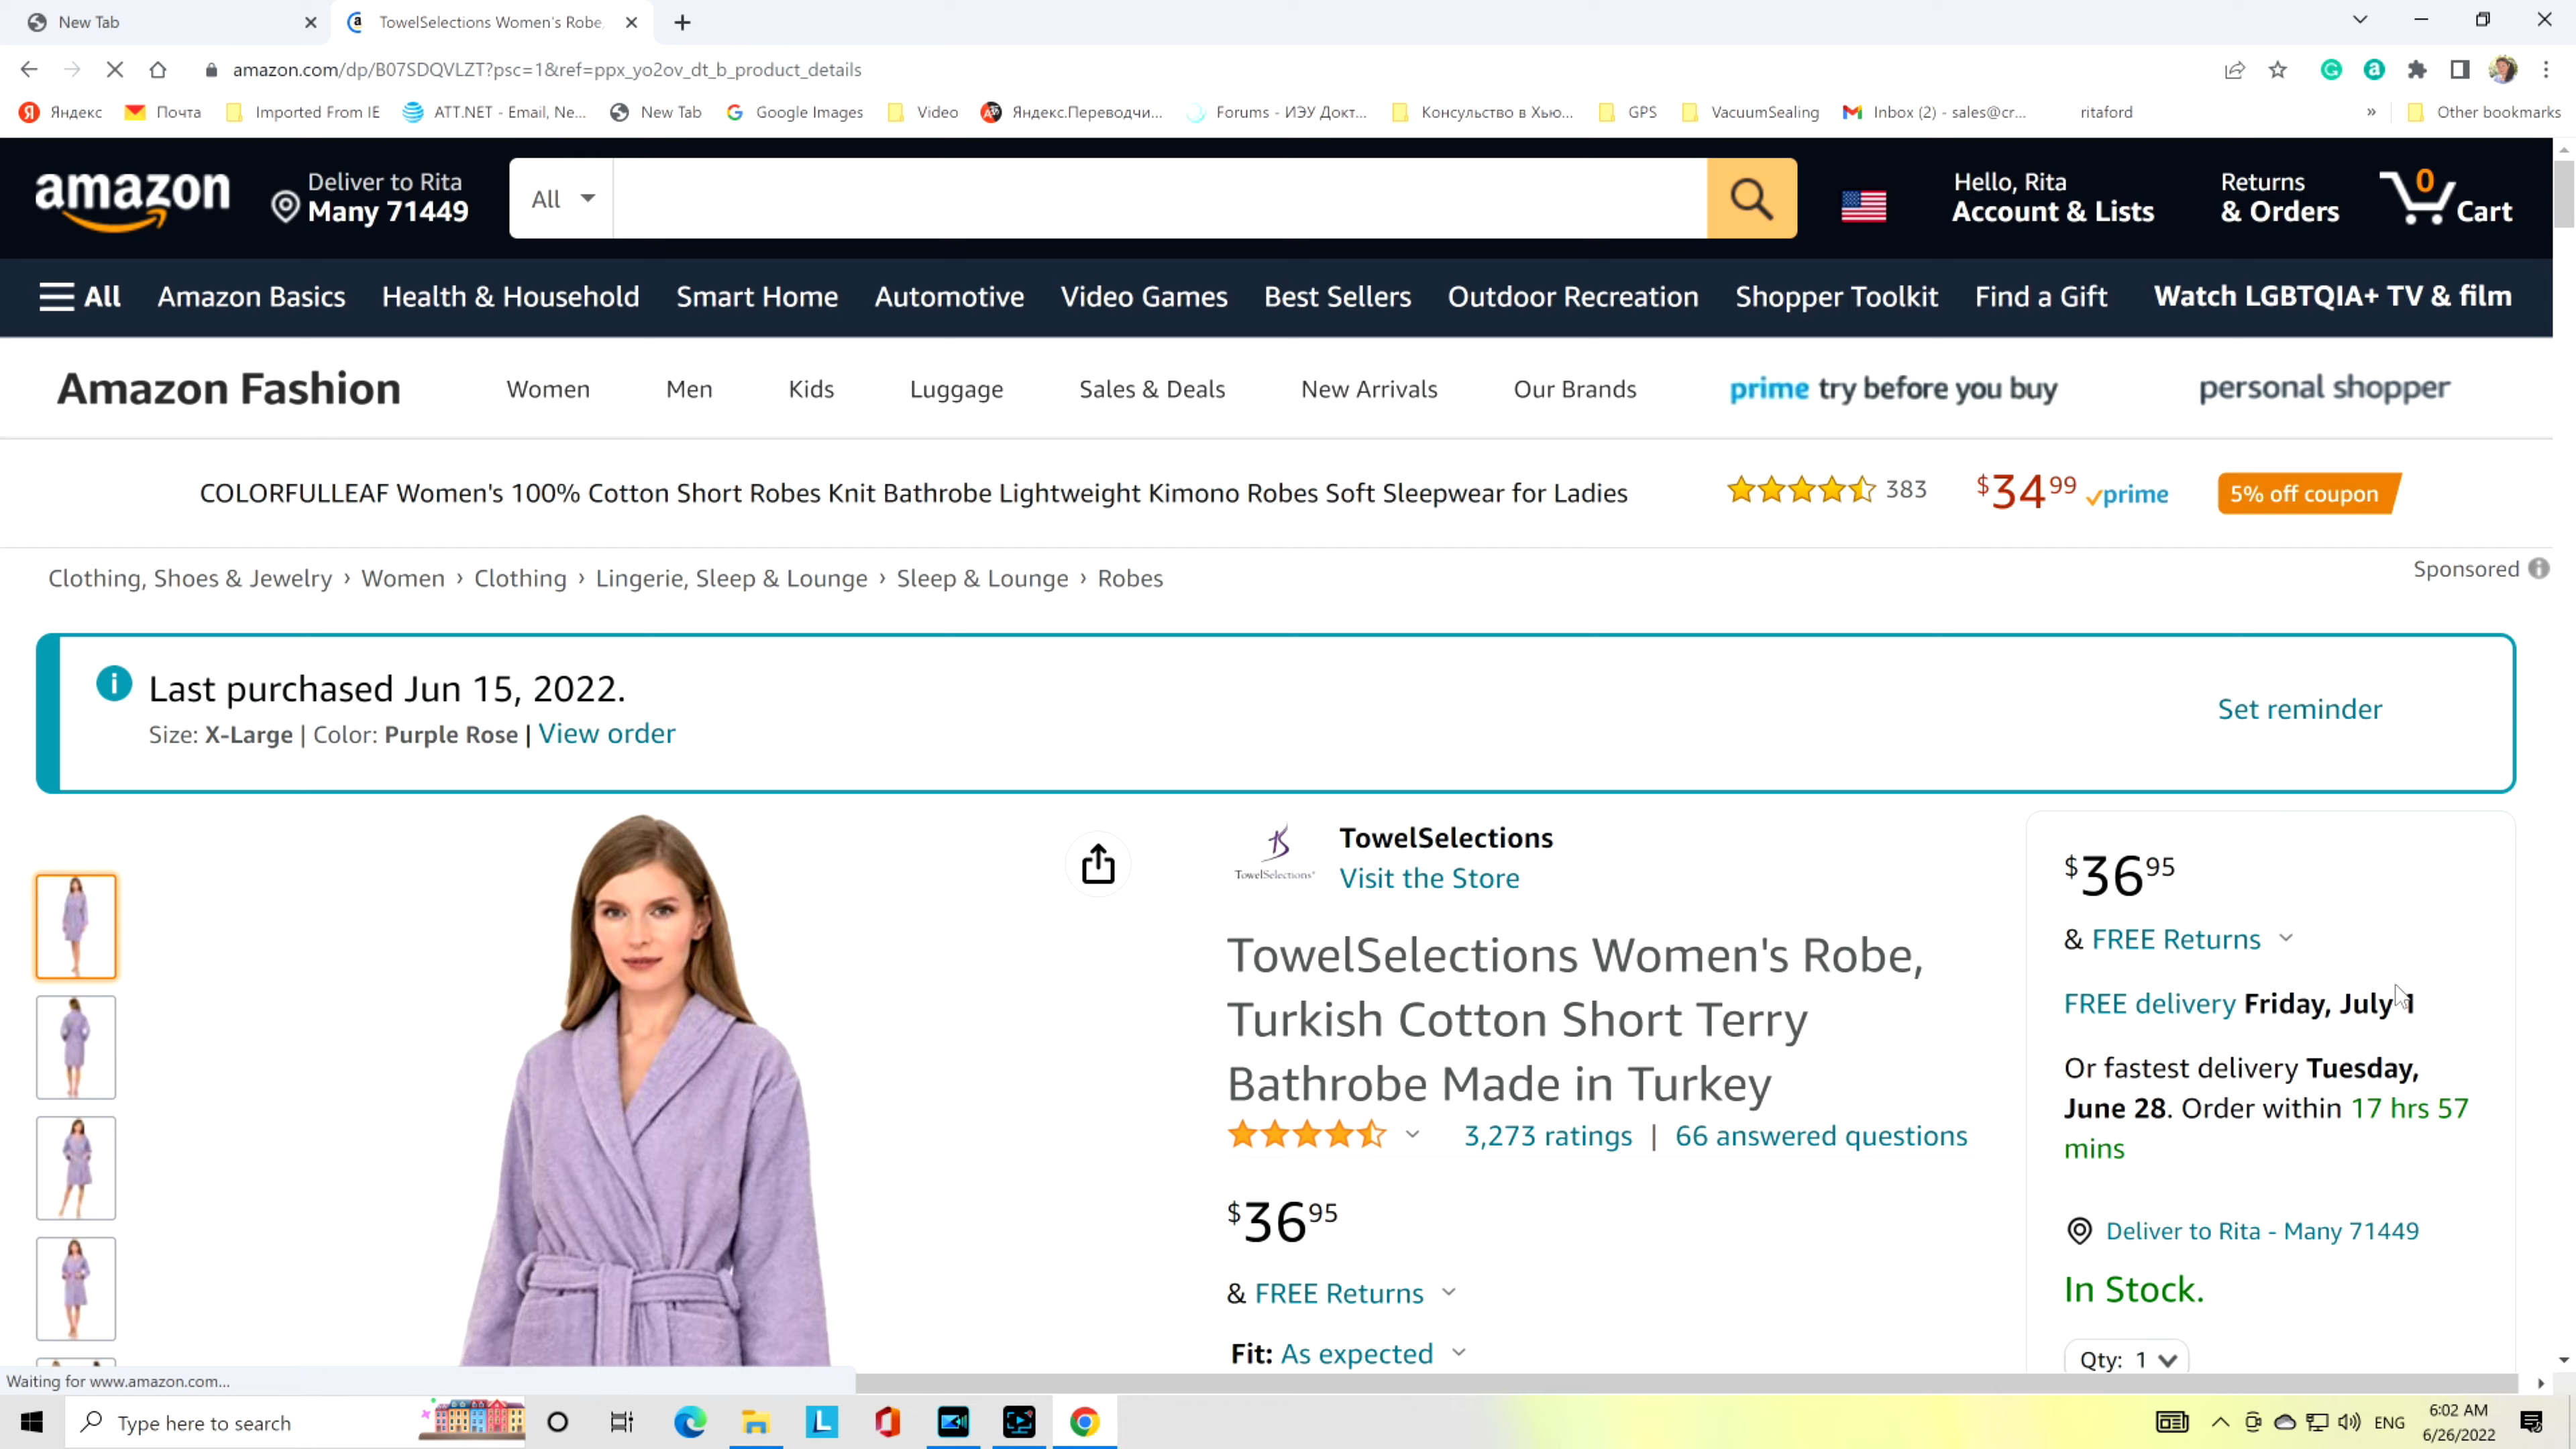 New Tab
TowelSelections Women's Robe,
amazon.com/dp/B07SDQVLZT?psc=1&ref=ppx_yo2ov_dt_b_product_details
Яндекс Почта Imported From IE ATT.NET - Email, Ne... New Tab Google Images Video Яндекс.Переводчи... Forums - ИЭУ Докт... Консульство в Хью... GPS VacuumSealing Inbox (2) - sales@cr... ritaford » Other bookmarks
amazon
Deliver to Rita
Many 71449
All
Hello, Rita
Account & Lists
Returns
& Orders
0
Cart
All Amazon Basics Health & Household Smart Home Automotive Video Games Best Sellers Outdoor Recreation Shopper Toolkit Find a Gift Watch LGBTQIA+ TV & film
Amazon Fashion Women Men Kids Luggage Sales & Deals New Arrivals Our Brands prime try before you buy personal shopper
COLORFULLEAF Women's 100% Cotton Short Robes Knit Bathrobe Lightweight Kimono Robes Soft Sleepwear for Ladies 383 $34.99 prime 5% off coupon
Sponsored
Clothing, Shoes & Jewelry › Women › Clothing › Lingerie, Sleep & Lounge › Sleep & Lounge › Robes
Last purchased Jun 15, 2022.
Size: X-Large | Color: Purple Rose | View order
Set reminder
TowelSelections
TowelSelections
Visit the Store
TowelSelections Women's Robe,
Turkish Cotton Short Terry
Bathrobe Made in Turkey
3,273 ratings | 66 answered questions
$36 95
& FREE Returns
Fit: As expected
$36 95
& FREE Returns
FREE delivery Friday, July 1
Or fastest delivery Tuesday,
June 28. Order within 17 hrs 57
mins
Deliver to Rita - Many 71449
In Stock.
Qty: 1
Waiting for www.amazon.com...
Type here to search
ENG
6:02 AM
6/26/2022